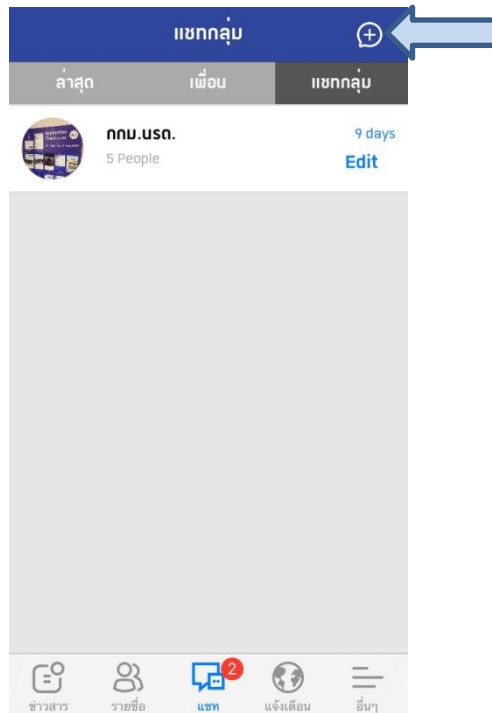 แชทกลุ่ม
ล่าสุด เพื่อน แชทกลุ่ม
กกม.นรด. 9 days
5 People Edit
2
ข่าวสาร รายชื่อ แชท แจ้งเตือน อื่นๆ